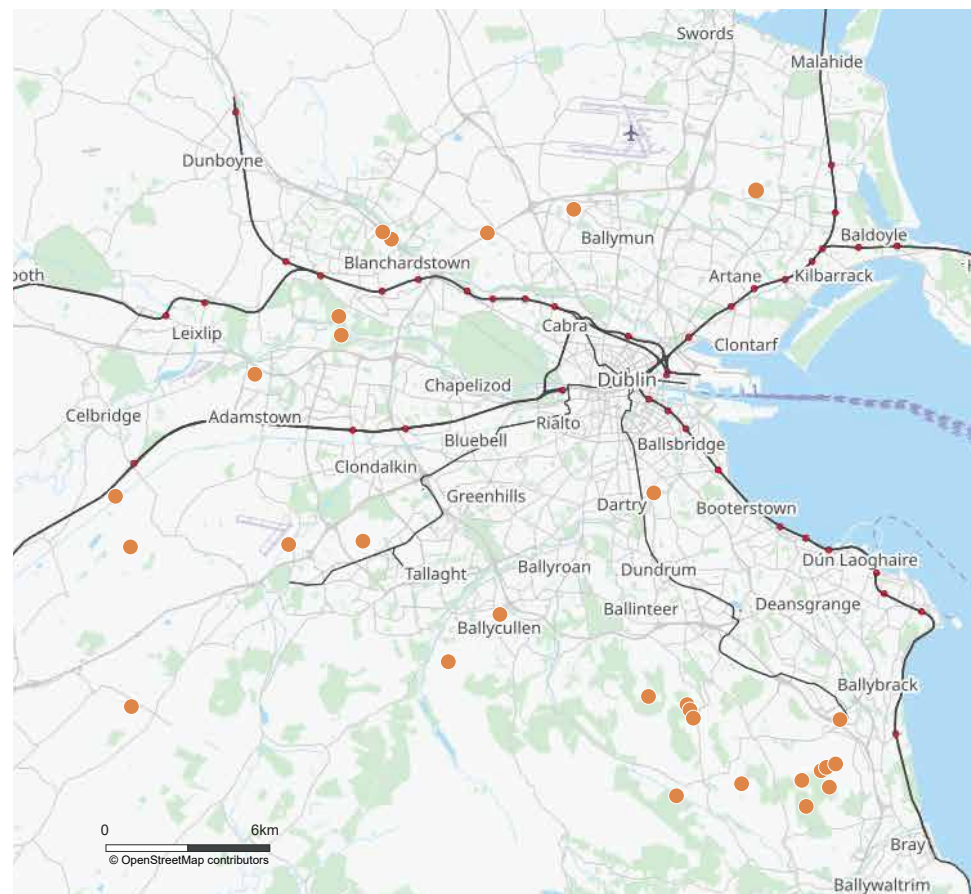 Swords
Malahide
Dunboyne
Ballymun
Baldoyle
Blanchardstown
Artane
Kilbarrack
ooth
Leixlip
Cabra
Clontarf
Chapelizod
Dublin
Celbridge
Adamstown
Rialto
Bluebell
Ballsbridge
Clondalkin
Greenhills
Dartry
Booterstown
Tallaght
Ballyroan
Dundrum
Dún Laoghaire
Ballinteer
Deansgrange
Ballycullen
Ballybrack
0
6km
© OpenStreetMap contributors
Bray
Ballywaltrim